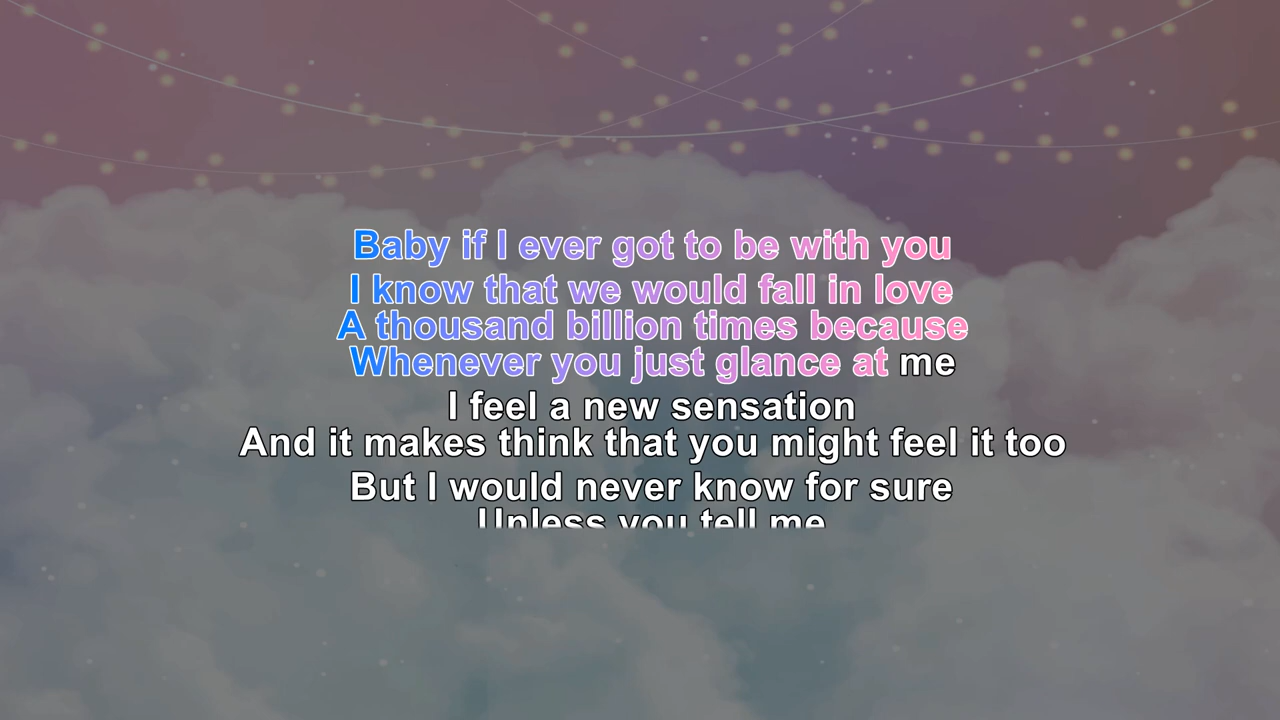 Baby if I ever got to be with you
I know that we would fall in love
A thousand billion times because
Whenever you just glance at me
I feel a new sensation
And it makes think that you might feel it too
But I would never know for sure
Unless you tell me